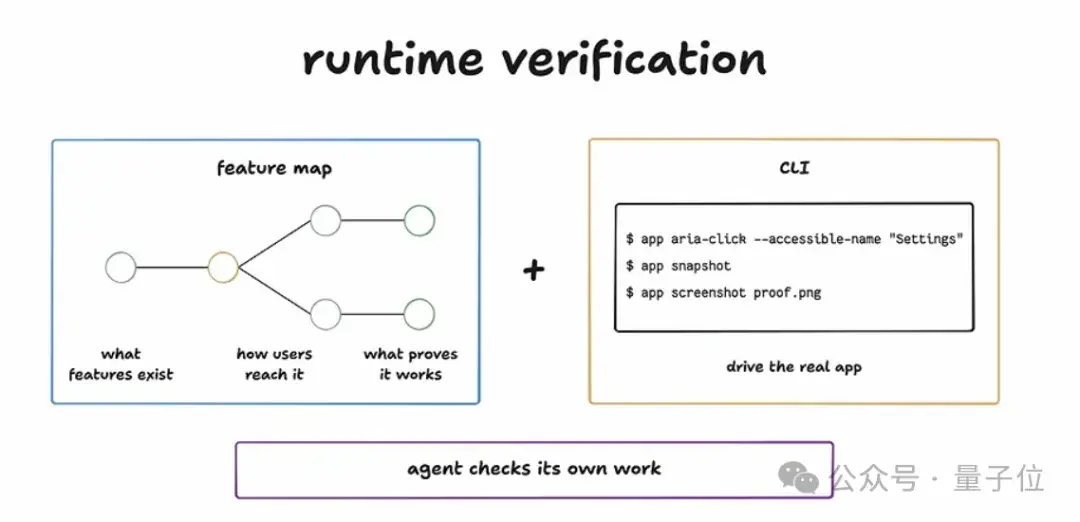 runtime verification
feature map
what
features exist
how users
reach it
what proves
it works
+
CLI
$ app aria-click --accessible-name "Settings"
$ app snapshot
$ app screenshot proof.png
drive the real app
agent checks its own work
公众号 · 量子位